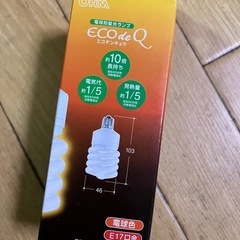 OHM
電球形蛍光ランプ
ECO de Q
エコデンキュウ
約10倍
長持ち
電気代
約1/5
発熱量
約1/5
103
46
電球色
E17口金